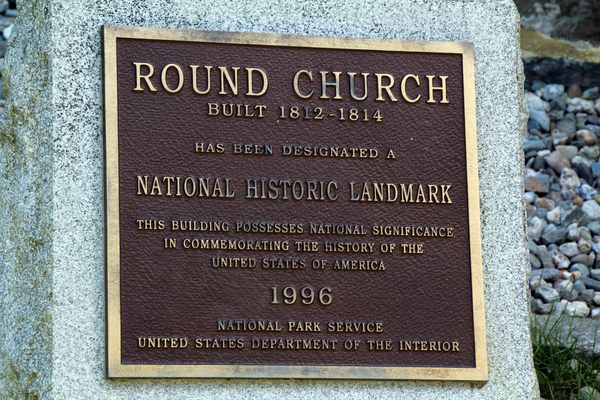 ROUND CHURCH
BUILT 1812-1814
HAS BEEN DESIGNATED A
NATIONAL HISTORIC LANDMARK
THIS BUILDING POSSESSES NATIONAL SIGNIFICANCE
IN COMMEMORATING THE HISTORY OF THE
UNITED STATES OF AMERICA
1996
NATIONAL PARK SERVICE
UNITED STATES DEPARTMENT OF THE INTERIOR